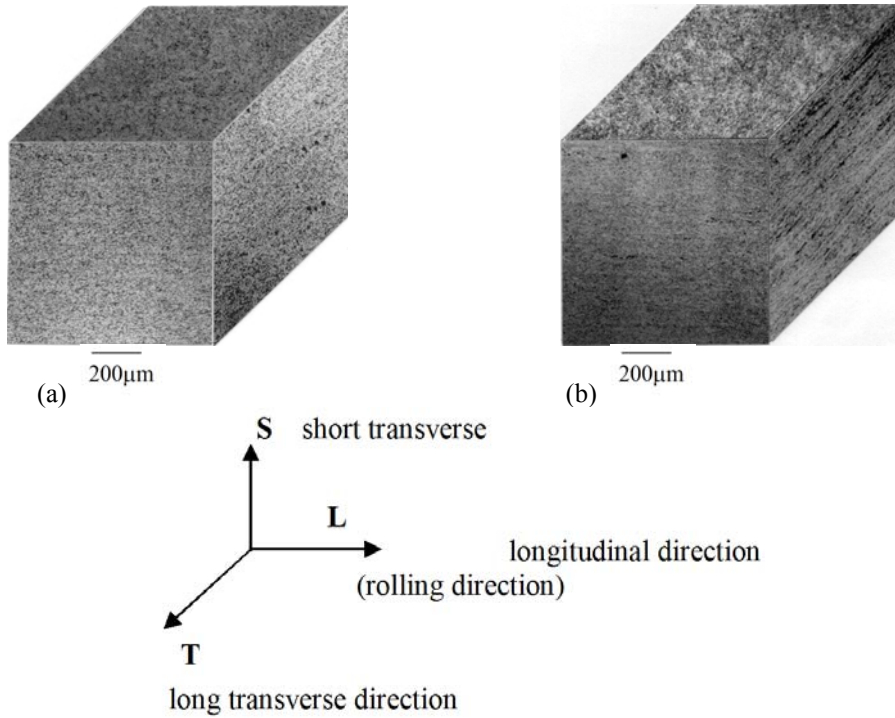 200μm
200μm
(a)
(b)
S short transverse
L
longitudinal direction
(rolling direction)
T
long transverse direction